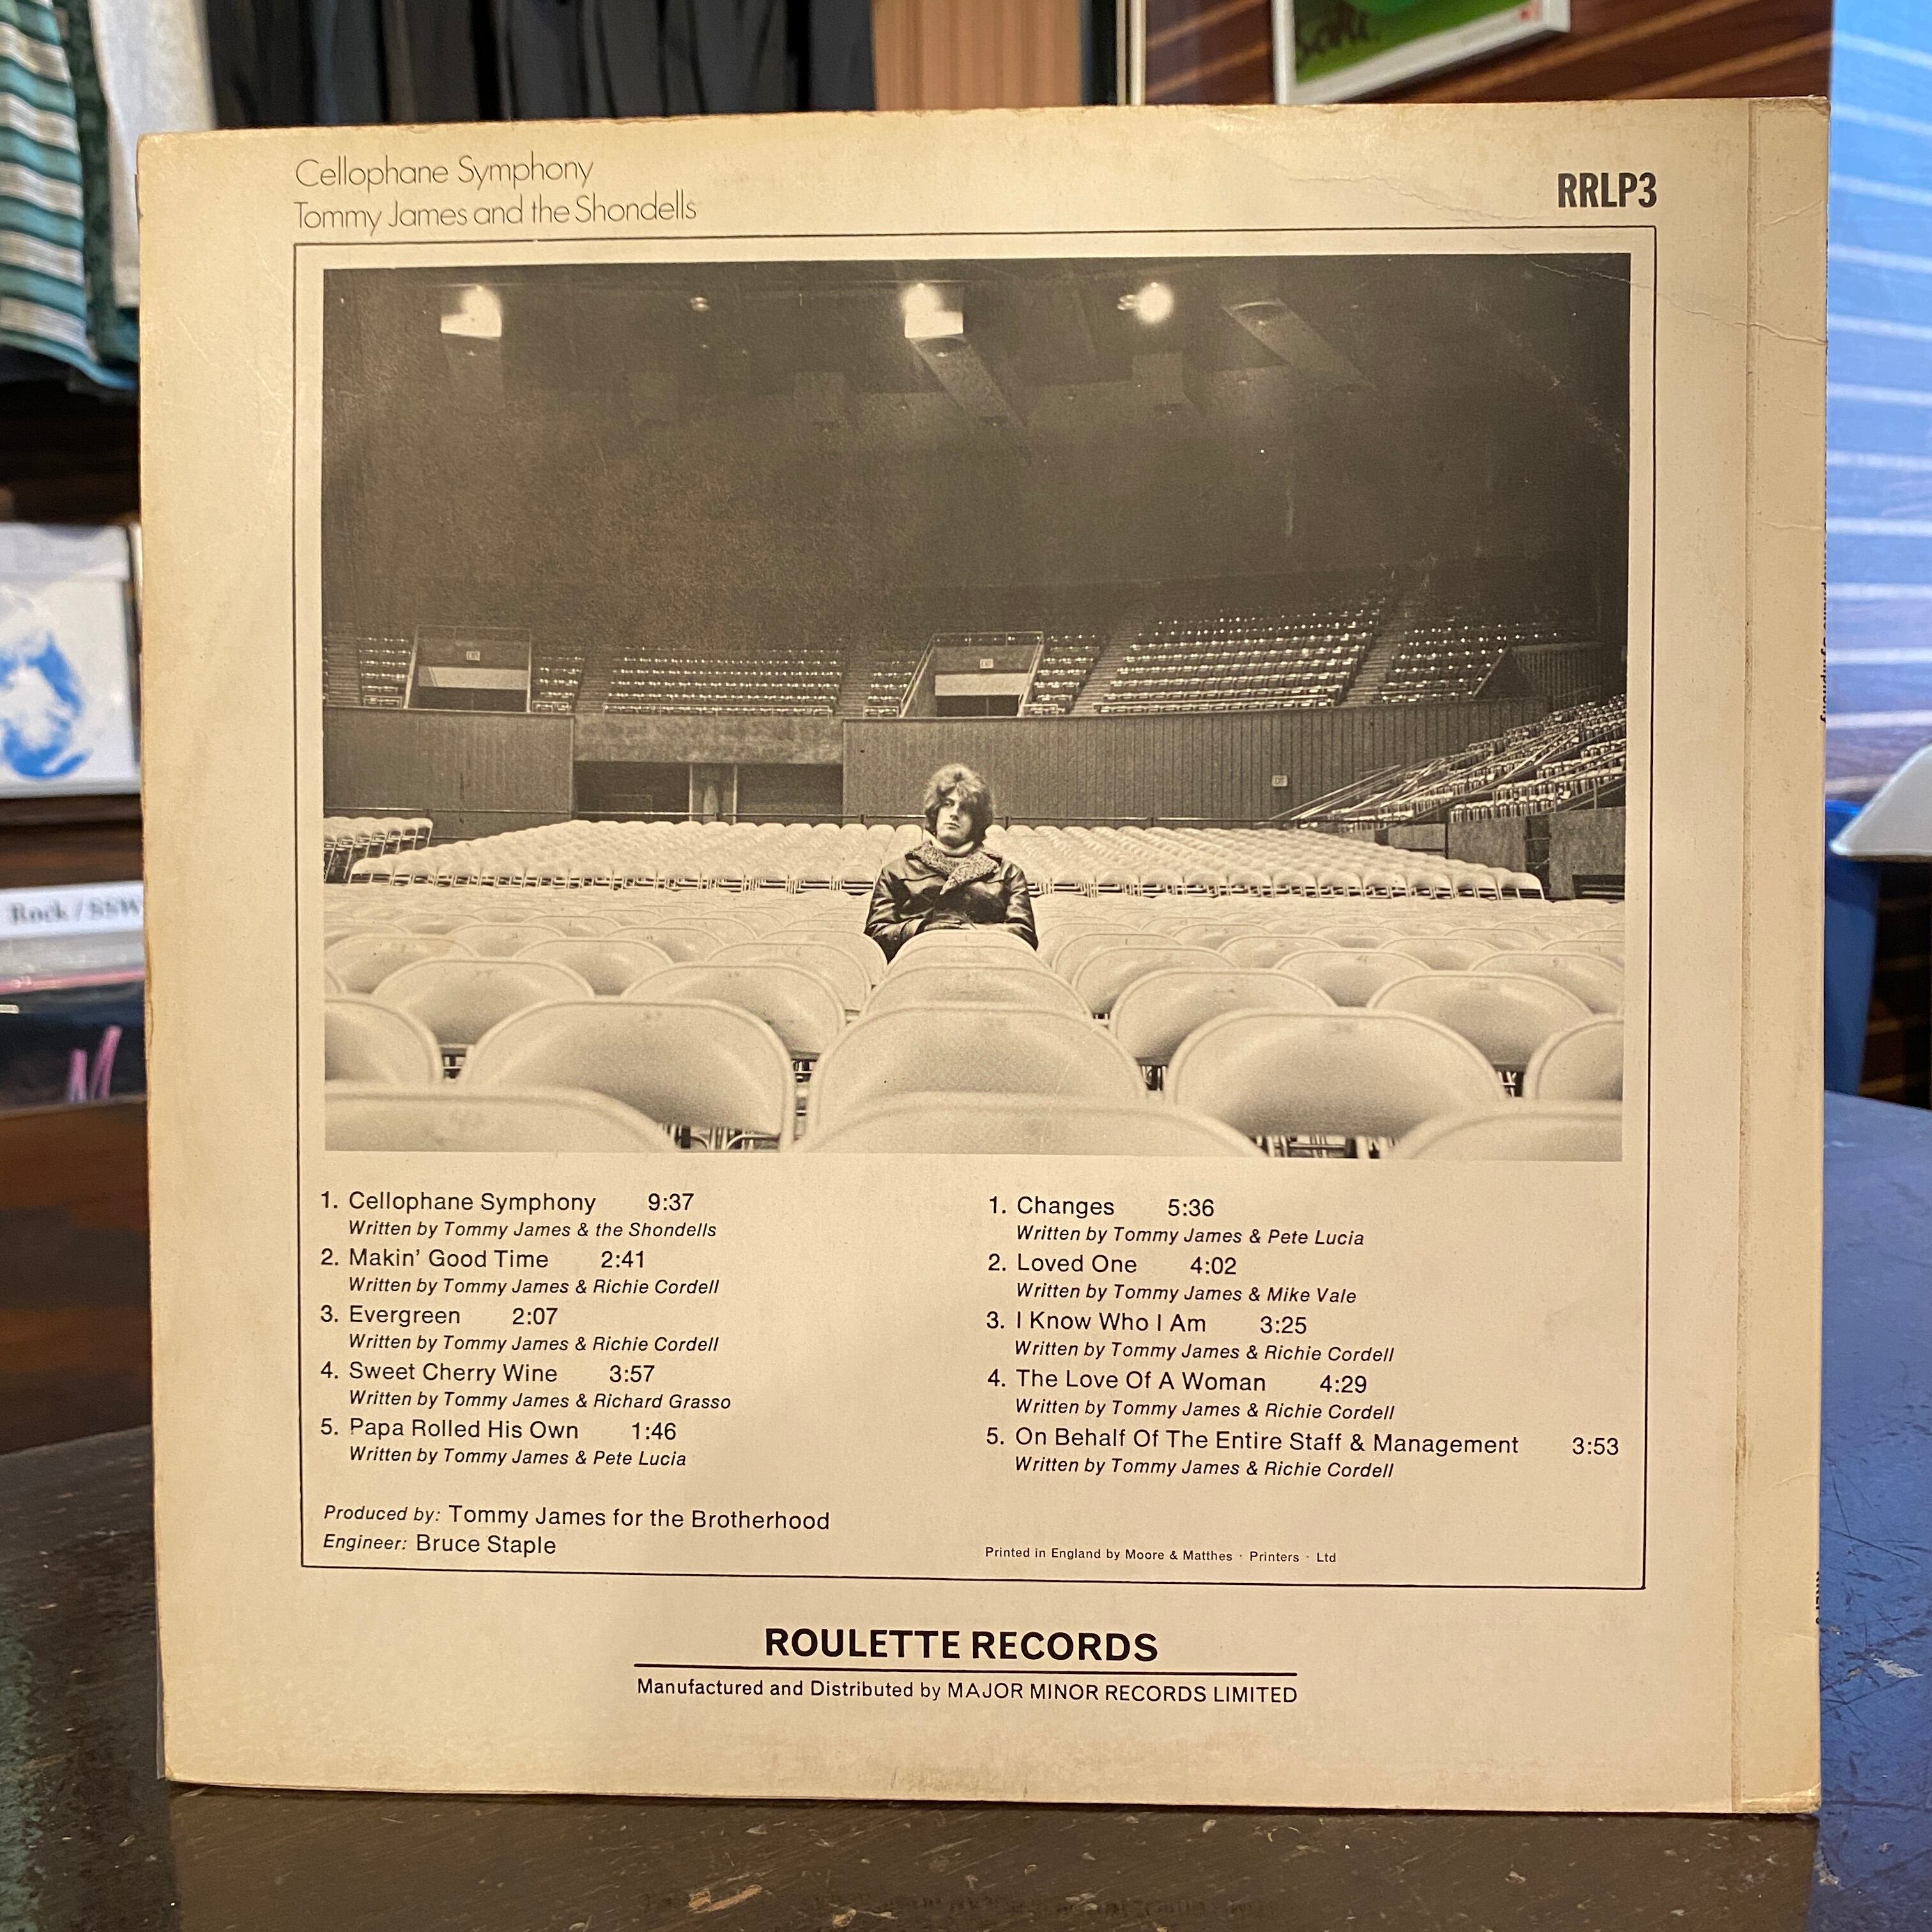 Cellophane Symphony
Tommy James and the Shondells
RRLP3
1. Cellophane Symphony 9:37
Written by Tommy James & the Shondells
2. Makin' Good Time 2:41
Written by Tommy James & Richie Cordell
3. Evergreen 2:07
Written by Tommy James & Richie Cordell
4. Sweet Cherry Wine 3:57
Written by Tommy James & Richard Grasso
5. Papa Rolled His Own 1:46
Written by Tommy James & Pete Lucia
1. Changes 5:36
Written by Tommy James & Pete Lucia
2. Loved One 4:02
Written by Tommy James & Mike Vale
3. I Know Who I Am 3:25
Written by Tommy James & Richie Cordell
4. The Love Of A Woman 4:29
Written by Tommy James & Richie Cordell
5. On Behalf Of The Entire Staff & Management 3:53
Written by Tommy James & Richie Cordell
Produced by: Tommy James for the Brotherhood
Engineer: Bruce Staple
Printed in England by Moore & Matthes · Printers · Ltd
ROULETTE RECORDS
Manufactured and Distributed by MAJOR MINOR RECORDS LIMITED
Rock / SSW